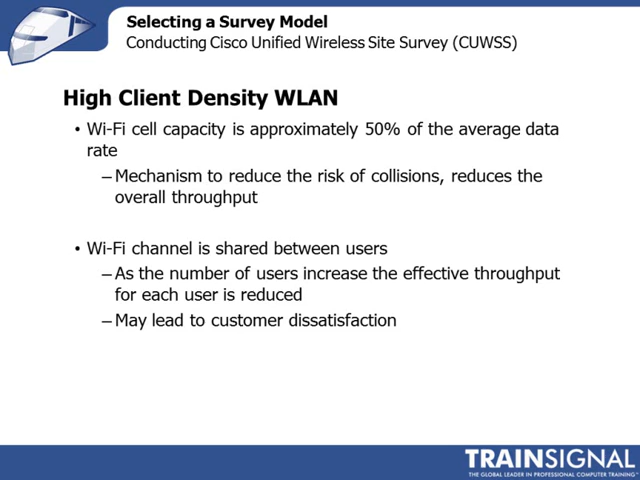 Selecting a Survey Model
Conducting Cisco Unified Wireless Site Survey (CUWSS)
High Client Density WLAN
• Wi-Fi cell capacity is approximately 50% of the average data
rate
– Mechanism to reduce the risk of collisions, reduces the
overall throughput
• Wi-Fi channel is shared between users
– As the number of users increase the effective throughput
for each user is reduced
– May lead to customer dissatisfaction
TRAINSIGNAL
THE GLOBAL LEADER IN PROFESSIONAL COMPUTER TRAINING